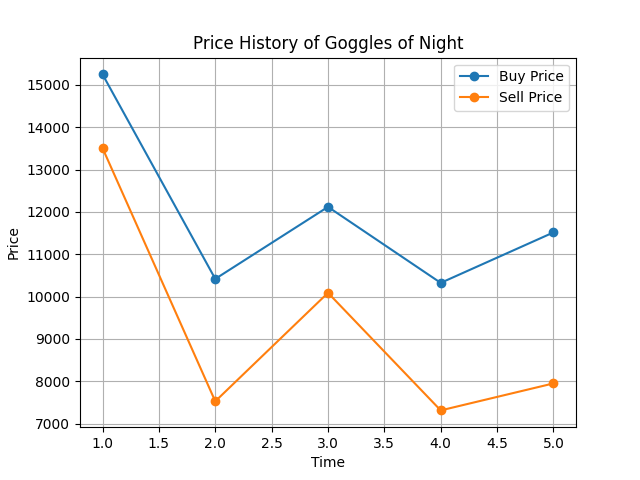 Price History of Goggles of Night
Buy Price
Sell Price
15000
14000
13000
12000
11000
10000
9000
8000
7000
Price
1.0 1.5 2.0 2.5 3.0 3.5 4.0 4.5 5.0
Time